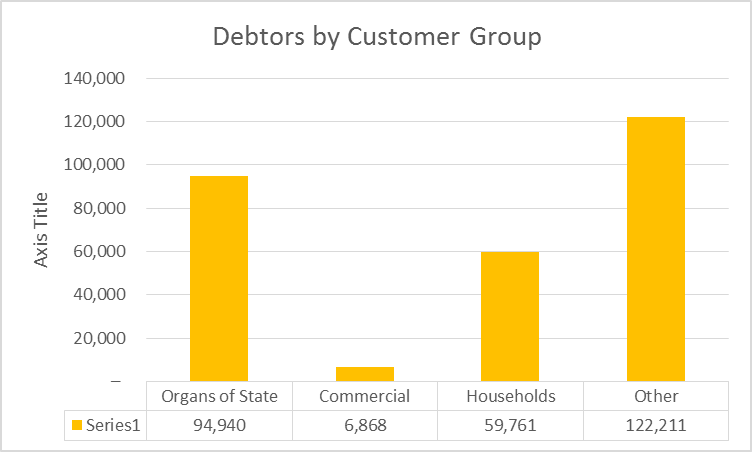 Debtors by Customer Group
140,000
120,000
100,000
80,000
60,000
40,000
20,000
–
Axis Title
Organs of State Commercial Households Other
Series1 94,940 6,868 59,761 122,211